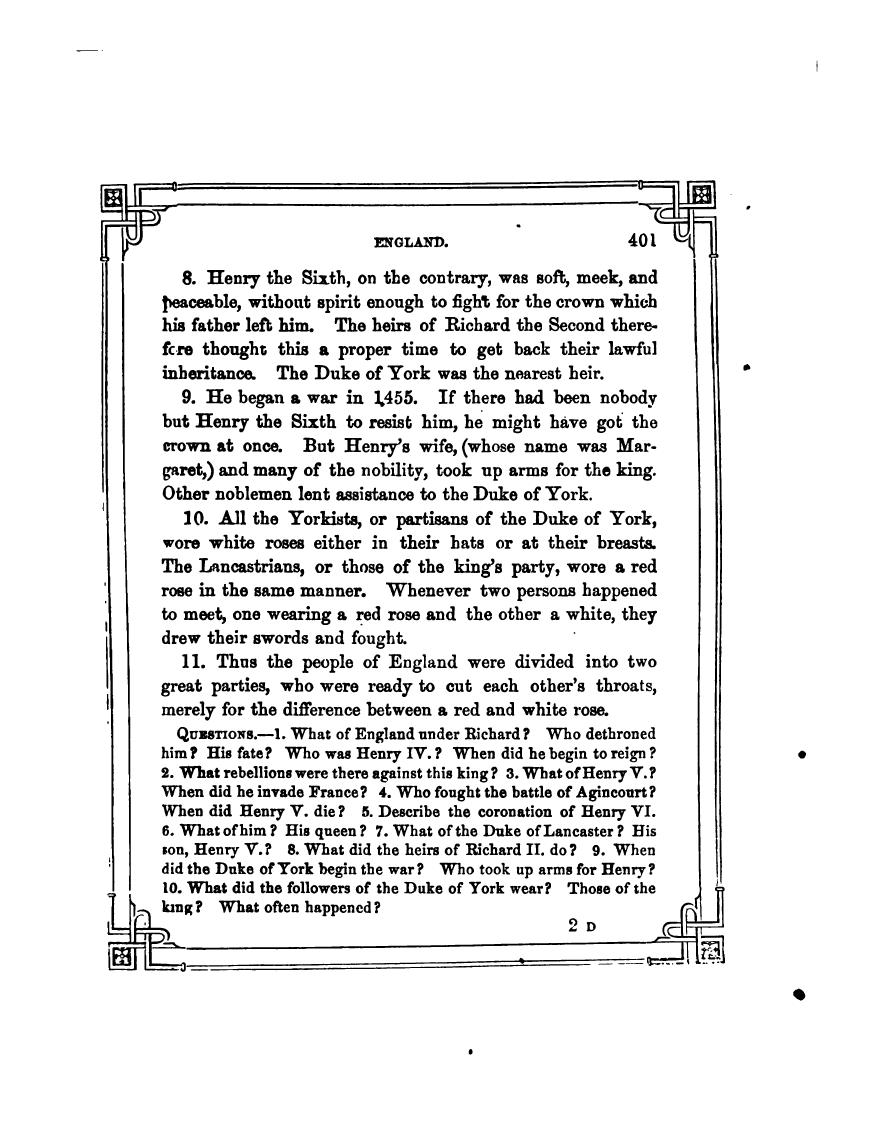 ENGLAND. 401
8. Henry the Sixth, on the contrary, was soft, meek, and
peaceable, without spirit enough to fight for the crown which
his father left him. The heirs of Richard the Second there-
fore thought this a proper time to get back their lawful
inheritance. The Duke of York was the nearest heir.
9. He began a war in 1455. If there had been nobody
but Henry the Sixth to resist him, he might have got the
crown at once. But Henry's wife, (whose name was Mar-
garet,) and many of the nobility, took up arms for the king.
Other noblemen lent assistance to the Duke of York.
10. All the Yorkists, or partisans of the Duke of York,
wore white roses either in their hats or at their breasts.
The Lancastrians, or those of the king's party, wore a red
rose in the same manner. Whenever two persons happened
to meet, one wearing a red rose and the other a white, they
drew their swords and fought.
11. Thus the people of England were divided into two
great parties, who were ready to cut each other's throats,
merely for the difference between a red and white rose.
QUESTIONS.—1. What of England under Richard? Who dethroned
him? His fate? Who was Henry IV.? When did he begin to reign?
2. What rebellions were there against this king? 3. What of Henry V.?
When did he invade France? 4. Who fought the battle of Agincourt?
When did Henry V. die? 5. Describe the coronation of Henry VI.
6. What of him? His queen? 7. What of the Duke of Lancaster? His
son, Henry V.? 8. What did the heirs of Richard II. do? 9. When
did the Duke of York begin the war? Who took up arms for Henry?
10. What did the followers of the Duke of York wear? Those of the
king? What often happened?
2 D